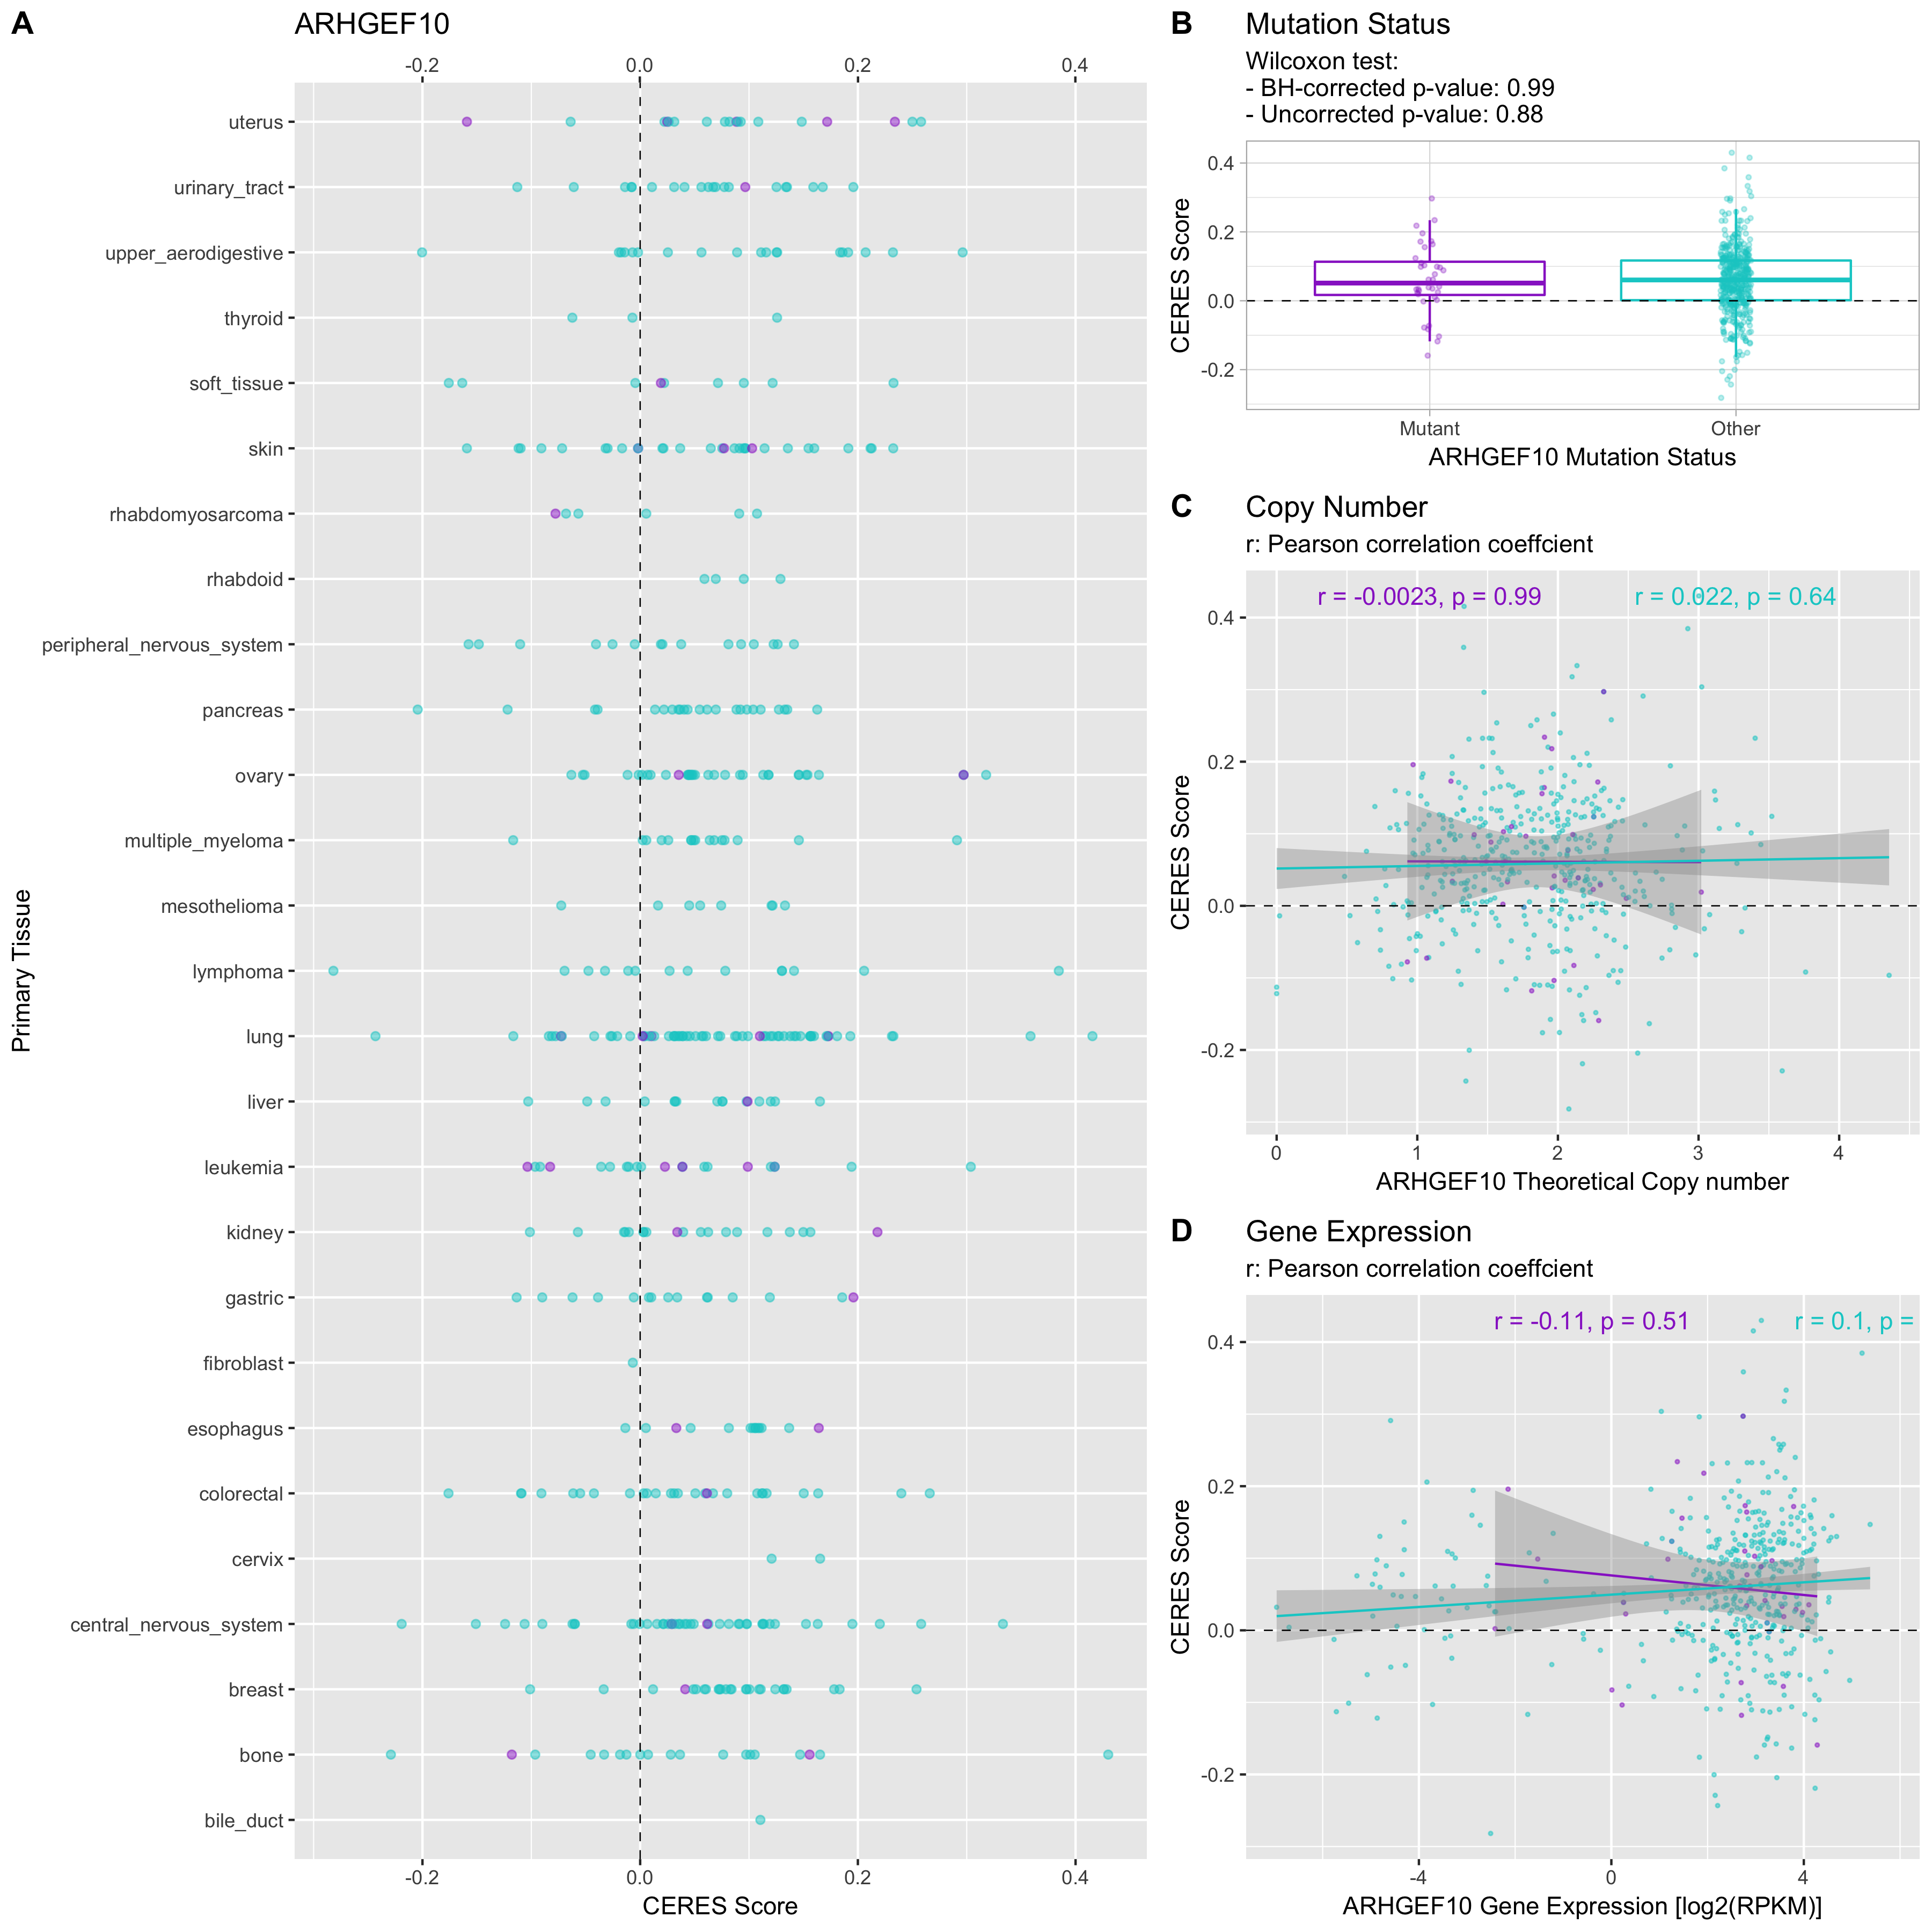 A
ARHGEF10
-0.2 0.0 0.2 0.4
uterus
urinary_tract
upper_aerodigestive
thyroid
soft_tissue
skin
rhabdomyosarcoma
rhabdoid
peripheral_nervous_system
pancreas
ovary
multiple_myeloma
mesothelioma
lymphoma
lung
liver
leukemia
kidney
gastric
fibroblast
esophagus
colorectal
cervix
central_nervous_system
breast
bone
bile_duct
Primary Tissue
-0.2 0.0 0.2 0.4
CERES Score
B
Mutation Status
Wilcoxon test:
- BH-corrected p-value: 0.99
- Uncorrected p-value: 0.88
0.4
0.2
0.0
-0.2
CERES Score
Mutant Other
ARHGEF10 Mutation Status
C
Copy Number
r: Pearson correlation coeffcient
r = -0.0023, p = 0.99
r = 0.022, p = 0.64
0.4
0.2
0.0
-0.2
CERES Score
0 1 2 3 4
ARHGEF10 Theoretical Copy number
D
Gene Expression
r: Pearson correlation coeffcient
r = -0.11, p = 0.51
r = 0.1, p =
0.4
0.2
0.0
-0.2
CERES Score
-4 0 4
ARHGEF10 Gene Expression [log2(RPKM)]